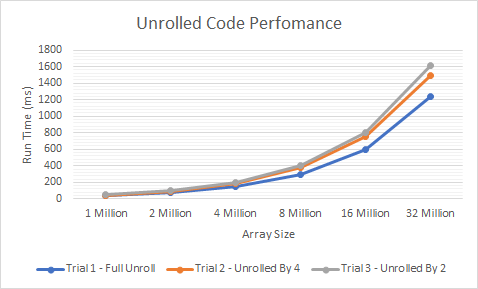 Unrolled Code Perfomance
1800
1600
1400
1200
1000
800
600
400
200
0
Run Time (ms)
1 Million 2 Million 4 Million 8 Million 16 Million 32 Million
Array Size
Trial 1 - Full Unroll Trial 2 - Unrolled By 4 Trial 3 - Unrolled By 2